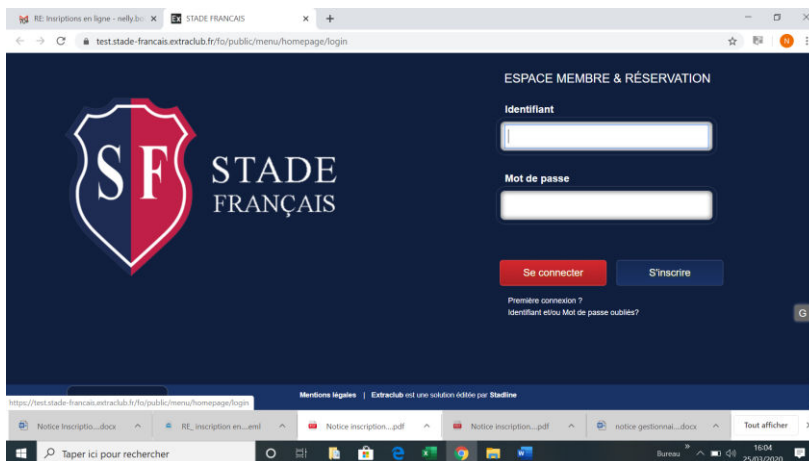 RE: Inscriptions en ligne - nelly.bo
STADE FRANCAIS
test.stade-francais.extraclub.fr/fo/public/menu/homepage/login
N
ESPACE MEMBRE & RÉSERVATION
Identifiant
SF
STADE
FRANÇAIS
Mot de passe
Se connecter
S'inscrire
Première connexion ?
Identifiant et/ou Mot de passe oubliés?
G
Mentions légales | Extraclub est une solution éditée par Stadline
https://test.stade-francais.extraclub.fr/fo/public/menu/homepage/login
Notice Inscriptio....docx
RE_ inscription en....eml
Notice inscription....pdf
Notice inscription....pdf
notice gestionnai....docx
Tout afficher
Taper ici pour rechercher
Bureau
16:04
25/03/2020